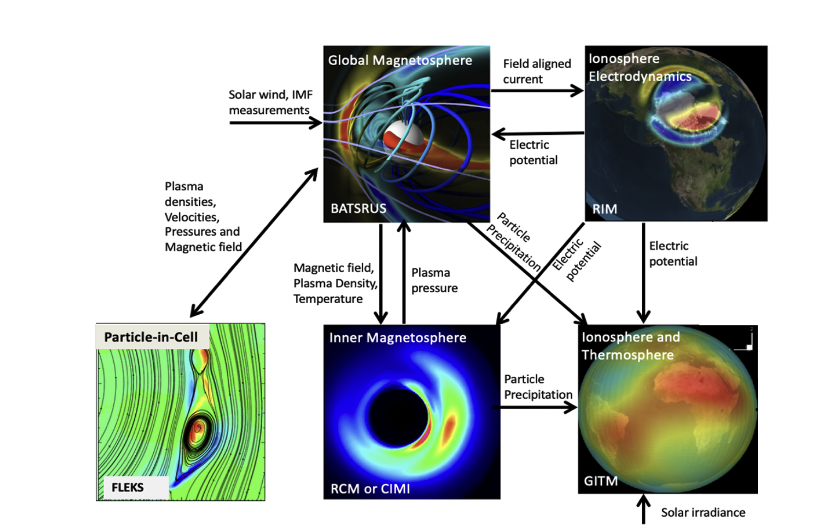 Global Magnetosphere
BATSRUS
Ionosphere
Electrodynamics
RIM
Field aligned
current
Electric
potential
Solar wind, IMF
measurements
Plasma
densities,
Velocities,
Pressures and
Magnetic field
Magnetic field,
Plasma Density,
Temperature
Plasma
pressure
Particle
Precipitation
Electric
potential
Electric
potential
Particle-in-Cell
FLEKS
Inner Magnetosphere
RCM or CIMI
Particle
Precipitation
Ionosphere and
Thermosphere
GITM
Solar irradiance